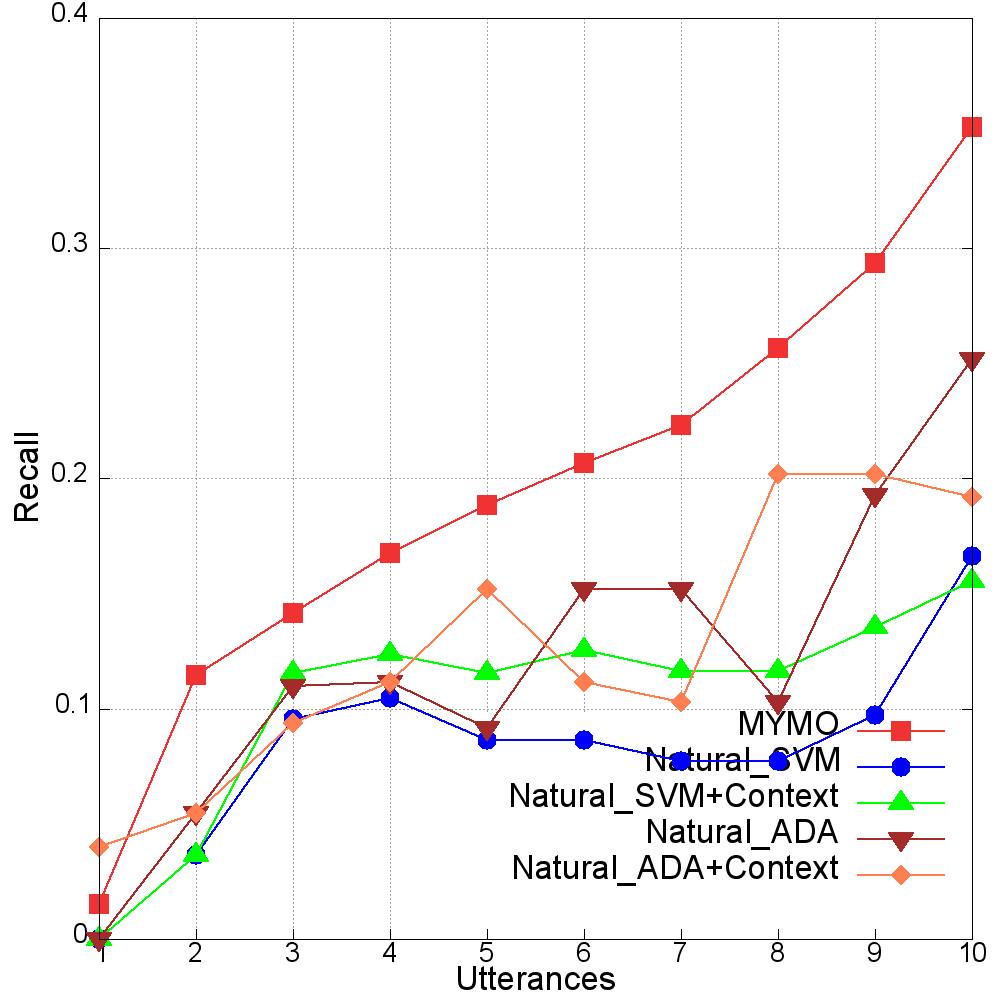 0.4
0.3
0.2
0.1
0
Recall
MYMO
Natural_SVM
Natural_SVM+Context
Natural_ADA
Natural_ADA+Context
1 2 3 4 5 6 7 8 9 10
Utterances